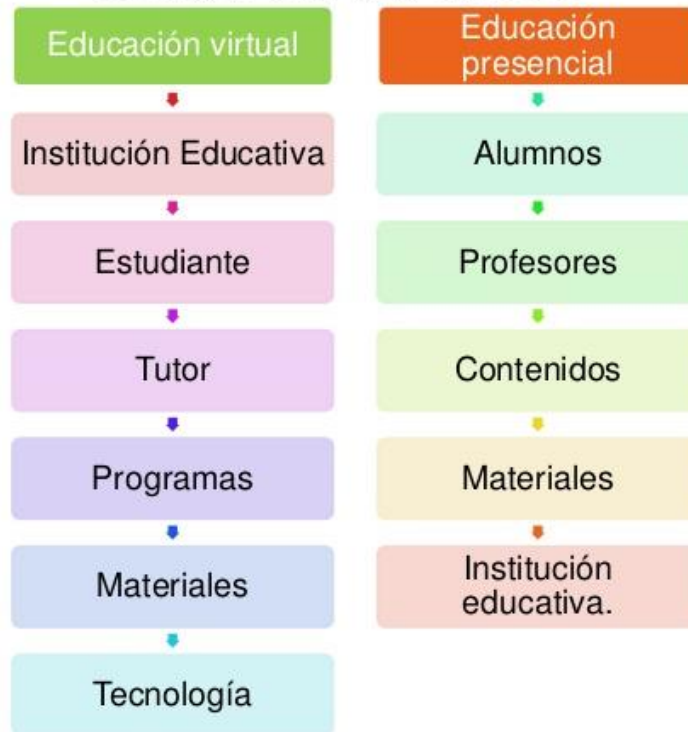 Educación virtual
Institución Educativa
Estudiante
Tutor
Programas
Materiales
Tecnología
Educación
presencial
Alumnos
Profesores
Contenidos
Materiales
Institución
educativa.